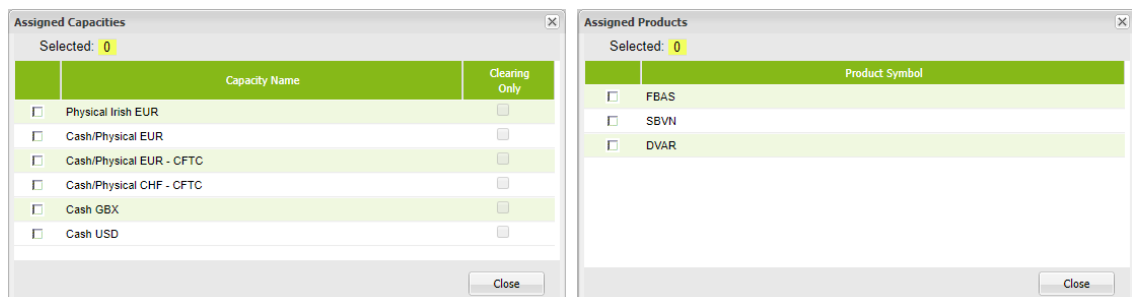 Assigned Capacities
Selected: 0
Capacity Name
Clearing
Only
Physical Irish EUR
Cash/Physical EUR
Cash/Physical EUR - CFTC
Cash/Physical CHF - CFTC
Cash GBX
Cash USD
Close
Assigned Products
Selected: 0
Product Symbol
FBAS
SBVN
DVAR
Close